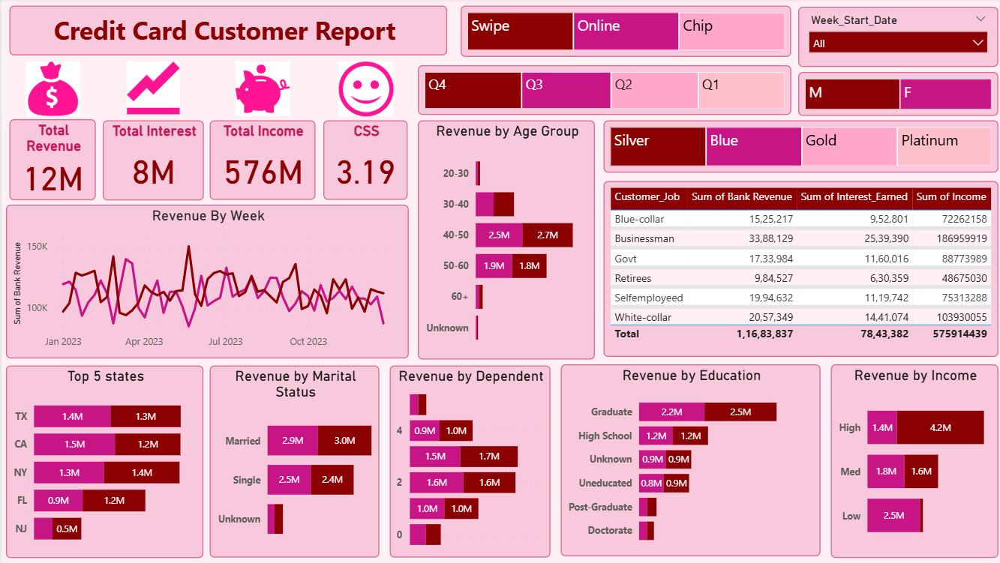 Credit Card Customer Report
Swipe
Online
Chip
Week_Start_Date
All
Q4
Q3
Q2
Q1
M
F
$
Total
Revenue
12M
Total Interest
8M
Total Income
576M
CSS
3.19
Silver
Blue
Gold
Platinum
Revenue by Age Group
20-30
30-40
40-50 2.5M 2.7M
50-60 1.9M 1.8M
60+
Unknown
Customer_Job Sum of Bank Revenue Sum of Interest_Earned Sum of Income
Blue-collar 15,25,217 9,52,801 72262158
Businessman 33,88,129 25,39,390 186959919
Govt 17,33,984 11,60,016 88773989
Retirees 9,84,527 6,30,359 48675030
Selfemployeed 19,94,632 11,19,742 75313288
White-collar 20,57,349 14,41,074 103930055
Total 1,16,83,837 78,43,382 575914439
Revenue By Week
Sum of Bank Revenue
150K
100K
Jan 2023 Apr 2023 Jul 2023 Oct 2023
Top 5 states
TX 1.4M 1.3M
CA 1.5M 1.2M
NY 1.3M 1.4M
FL 0.9M 1.2M
NJ 0.5M
Revenue by Marital
Status
Married 2.9M 3.0M
Single 2.5M 2.4M
Unknown
Revenue by Dependent
4 0.9M 1.0M
1.5M 1.7M
2 1.6M 1.6M
1.0M 1.0M
0
Revenue by Education
Graduate 2.2M 2.5M
High School 1.2M 1.2M
Unknown 0.9M 0.9M
Uneducated 0.8M 0.9M
Post-Graduate
Doctorate
Revenue by Income
High 1.4M 4.2M
Med 1.8M 1.6M
Low 2.5M